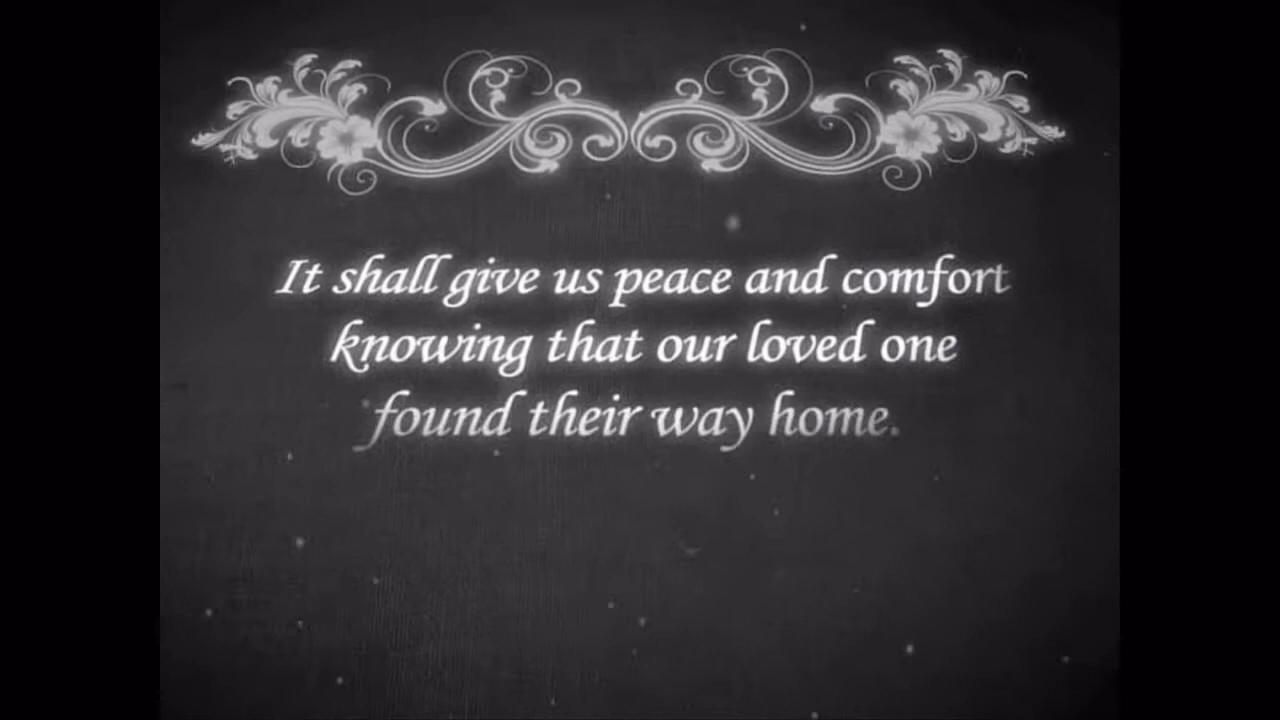 It shall give us peace and comfort
knowing that our loved one
found their way home.